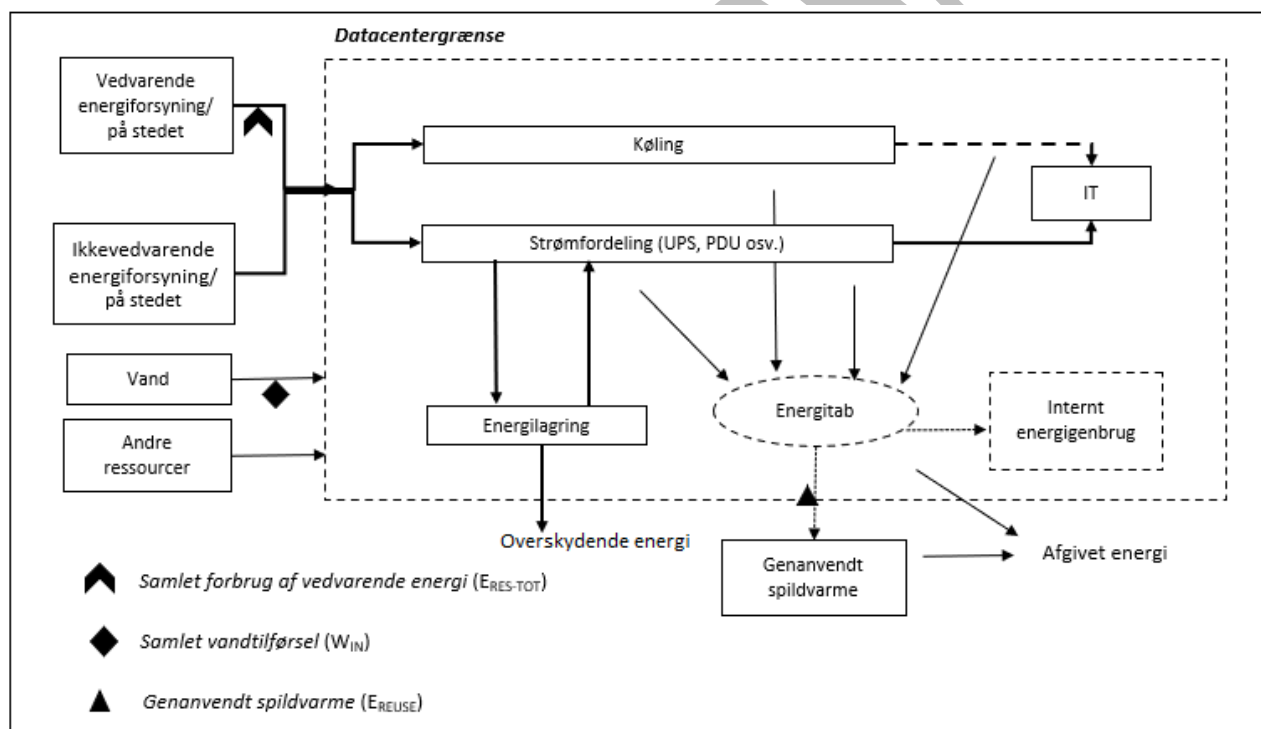 Datacentergrænse
Vedvarende
energiforsyning/
på stedet
Køling
IT
Ikkevedvarende
energiforsyning/
på stedet
Strømfordeling (UPS, PDU osv.)
Vand
Energilagring
Energitab
Internt
energigenbrug
Andre
ressourcer
Overskydende energi
Genanvendt
spildvarme
Afgivet energi
Samlet forbrug af vedvarende energi (ERES-TOT)
Samlet vandtilførsel (WIN)
Genanvendt spildvarme (EREUSE)